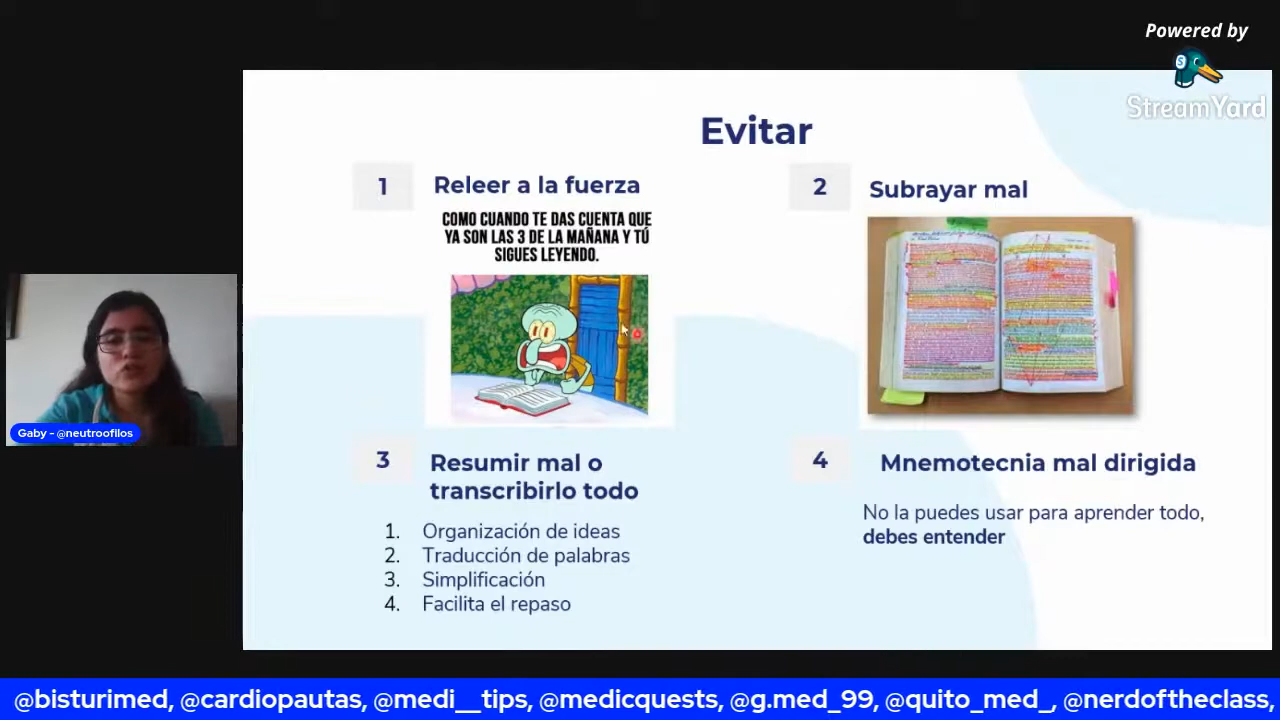 Powered by
StreamYard
Evitar
1
Releer a la fuerza
COMO CUANDO TE DAS CUENTA QUE
YA SON LAS 3 DE LA MAÑANA Y TÚ
SIGUES LEYENDO.
2
Subrayar mal
3
Resumir mal o
transcribirlo todo
1. Organización de ideas
2. Traducción de palabras
3. Simplificación
4. Facilita el repaso
4
Mnemotecnia mal dirigida
No la puedes usar para aprender todo,
debes entender
Gaby - @neutroofilos
@bisturimed, @cardiopautas, @medi__tips, @medicquests, @g.med_99, @quito_med_, @nerdoftheclass,